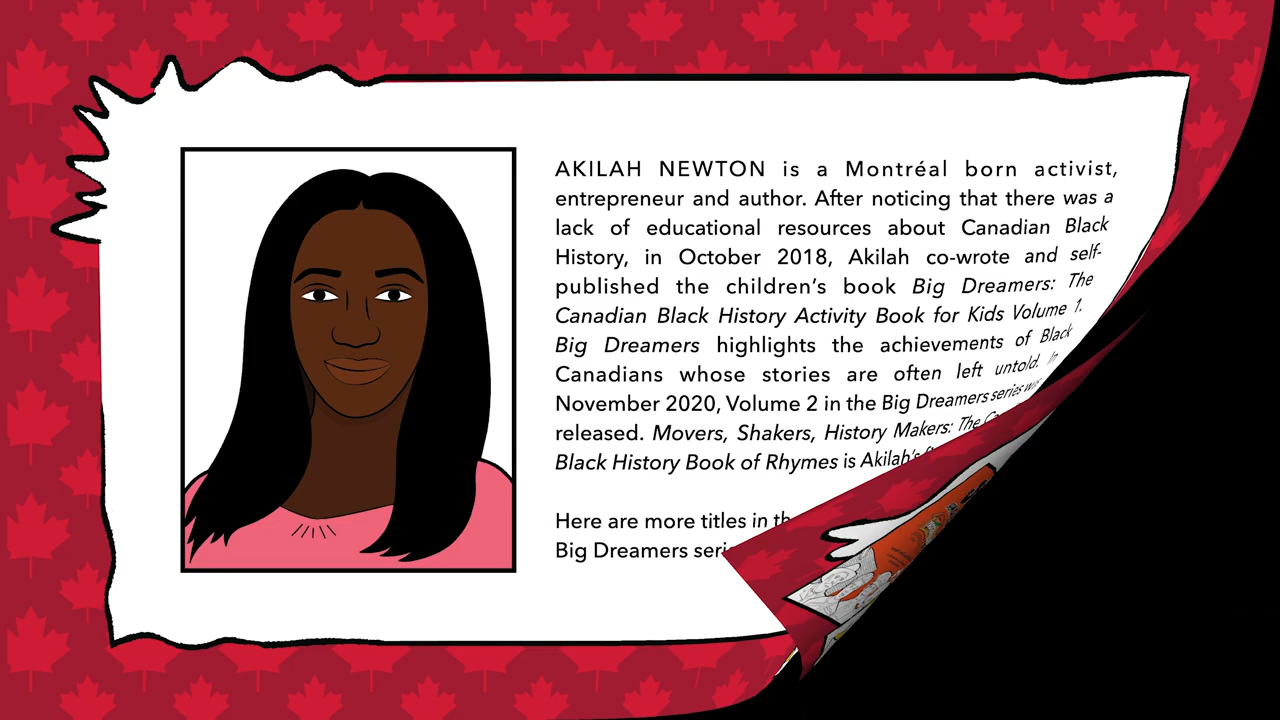 AKILAH NEWTON is a Montréal born activist,
entrepreneur and author. After noticing that there was a
lack of educational resources about Canadian Black
History, in October 2018, Akilah co-wrote and self-
published the children's book Big Dreamers: The
Canadian Black History Activity Book for Kids Volume 1.
Big Dreamers highlights the achievements of Black
Canadians whose stories are often left untold. In
November 2020, Volume 2 in the Big Dreamers series
released. Movers, Shakers, History Makers: The
Black History Book of Rhymes is Akilah's
Here are more titles in
Big Dreamers